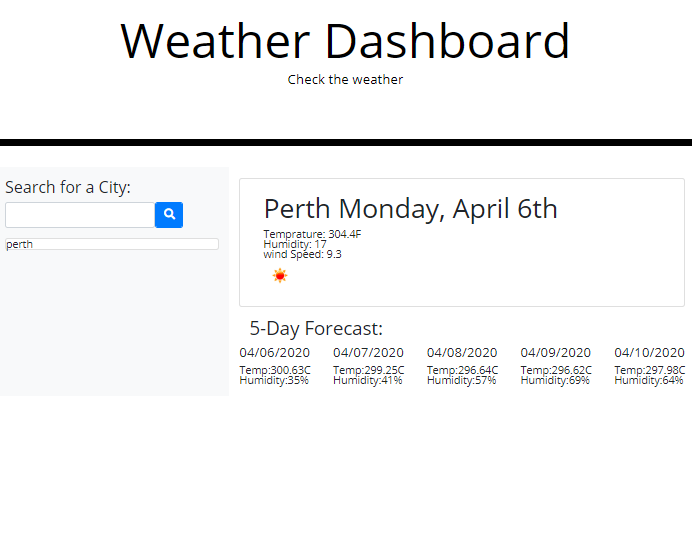 Weather Dashboard
Check the weather
Search for a City:
perth
Perth Monday, April 6th
Temprature: 304.4F
Humidity: 17
wind Speed: 9.3
5-Day Forecast:
04/06/2020 04/07/2020 04/08/2020 04/09/2020 04/10/2020
Temp:300.63C Temp:299.25C Temp:296.64C Temp:296.62C Temp:297.98C
Humidity:35% Humidity:41% Humidity:57% Humidity:69% Humidity:64%